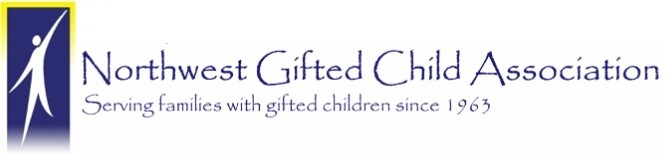 Northwest Gifted Child Association
Serving families with gifted children since 1963